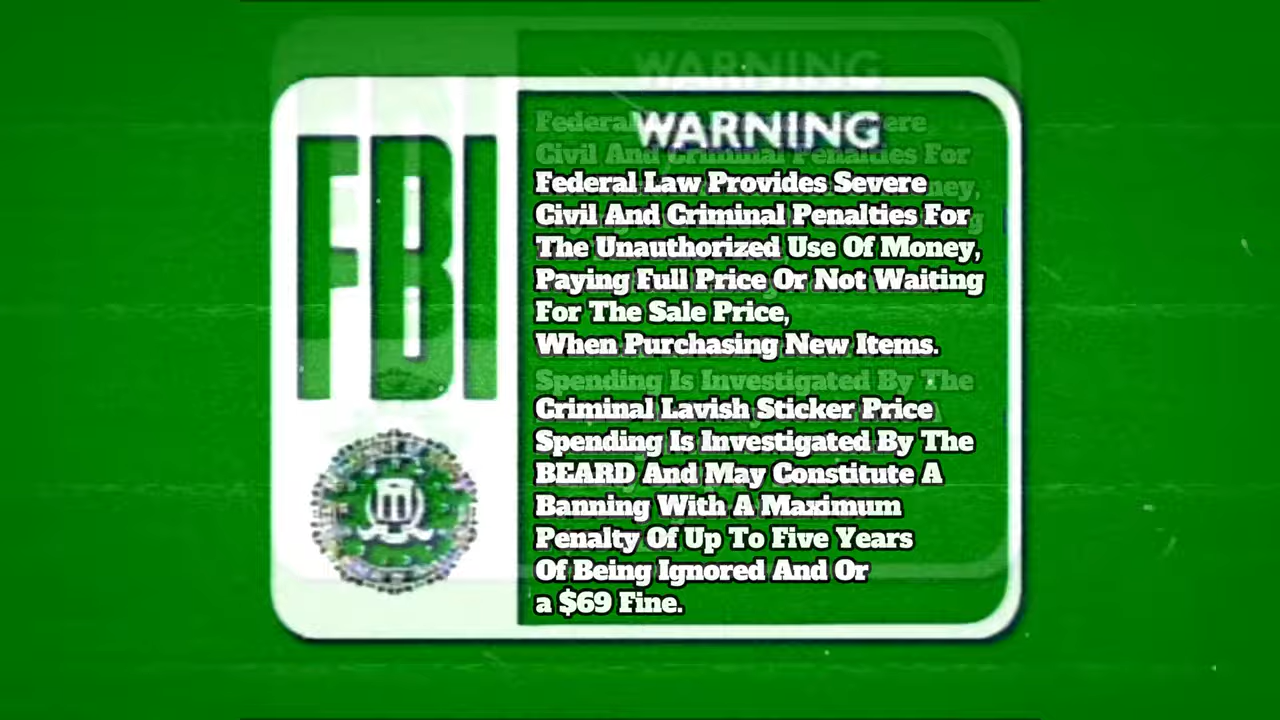 FBI
WARNING
Federal Law Provides Severe
Civil And Criminal Penalties For
The Unauthorized Use Of Money,
Paying Full Price Or Not Waiting
For The Sale Price,
When Purchasing New Items.
Criminal Lavish Sticker Price
Spending Is Investigated By The
BEARD And May Constitute A
Banning With A Maximum
Penalty Of Up To Five Years
Of Being Ignored And Or
a $69 Fine.